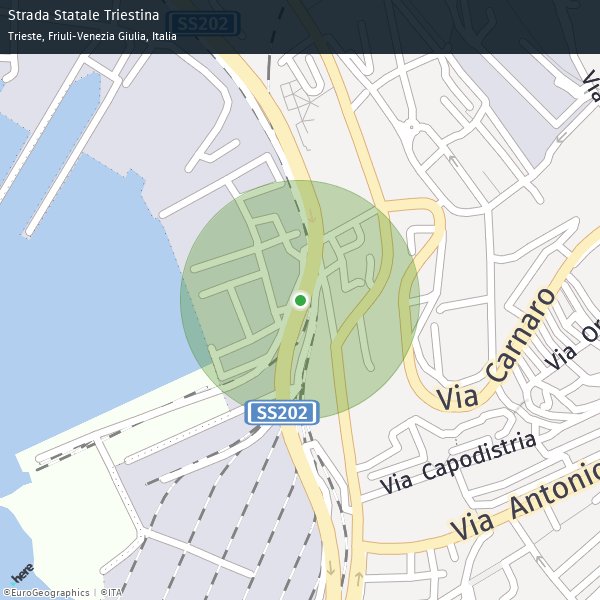 Strada Statale Triestina
Trieste, Friuli-Venezia Giulia, Italia
SS202
Via
Via Carnaro
Via Or
SS202
Via Capodistria
Via Antonio
here
©EuroGeographics | ©ITA